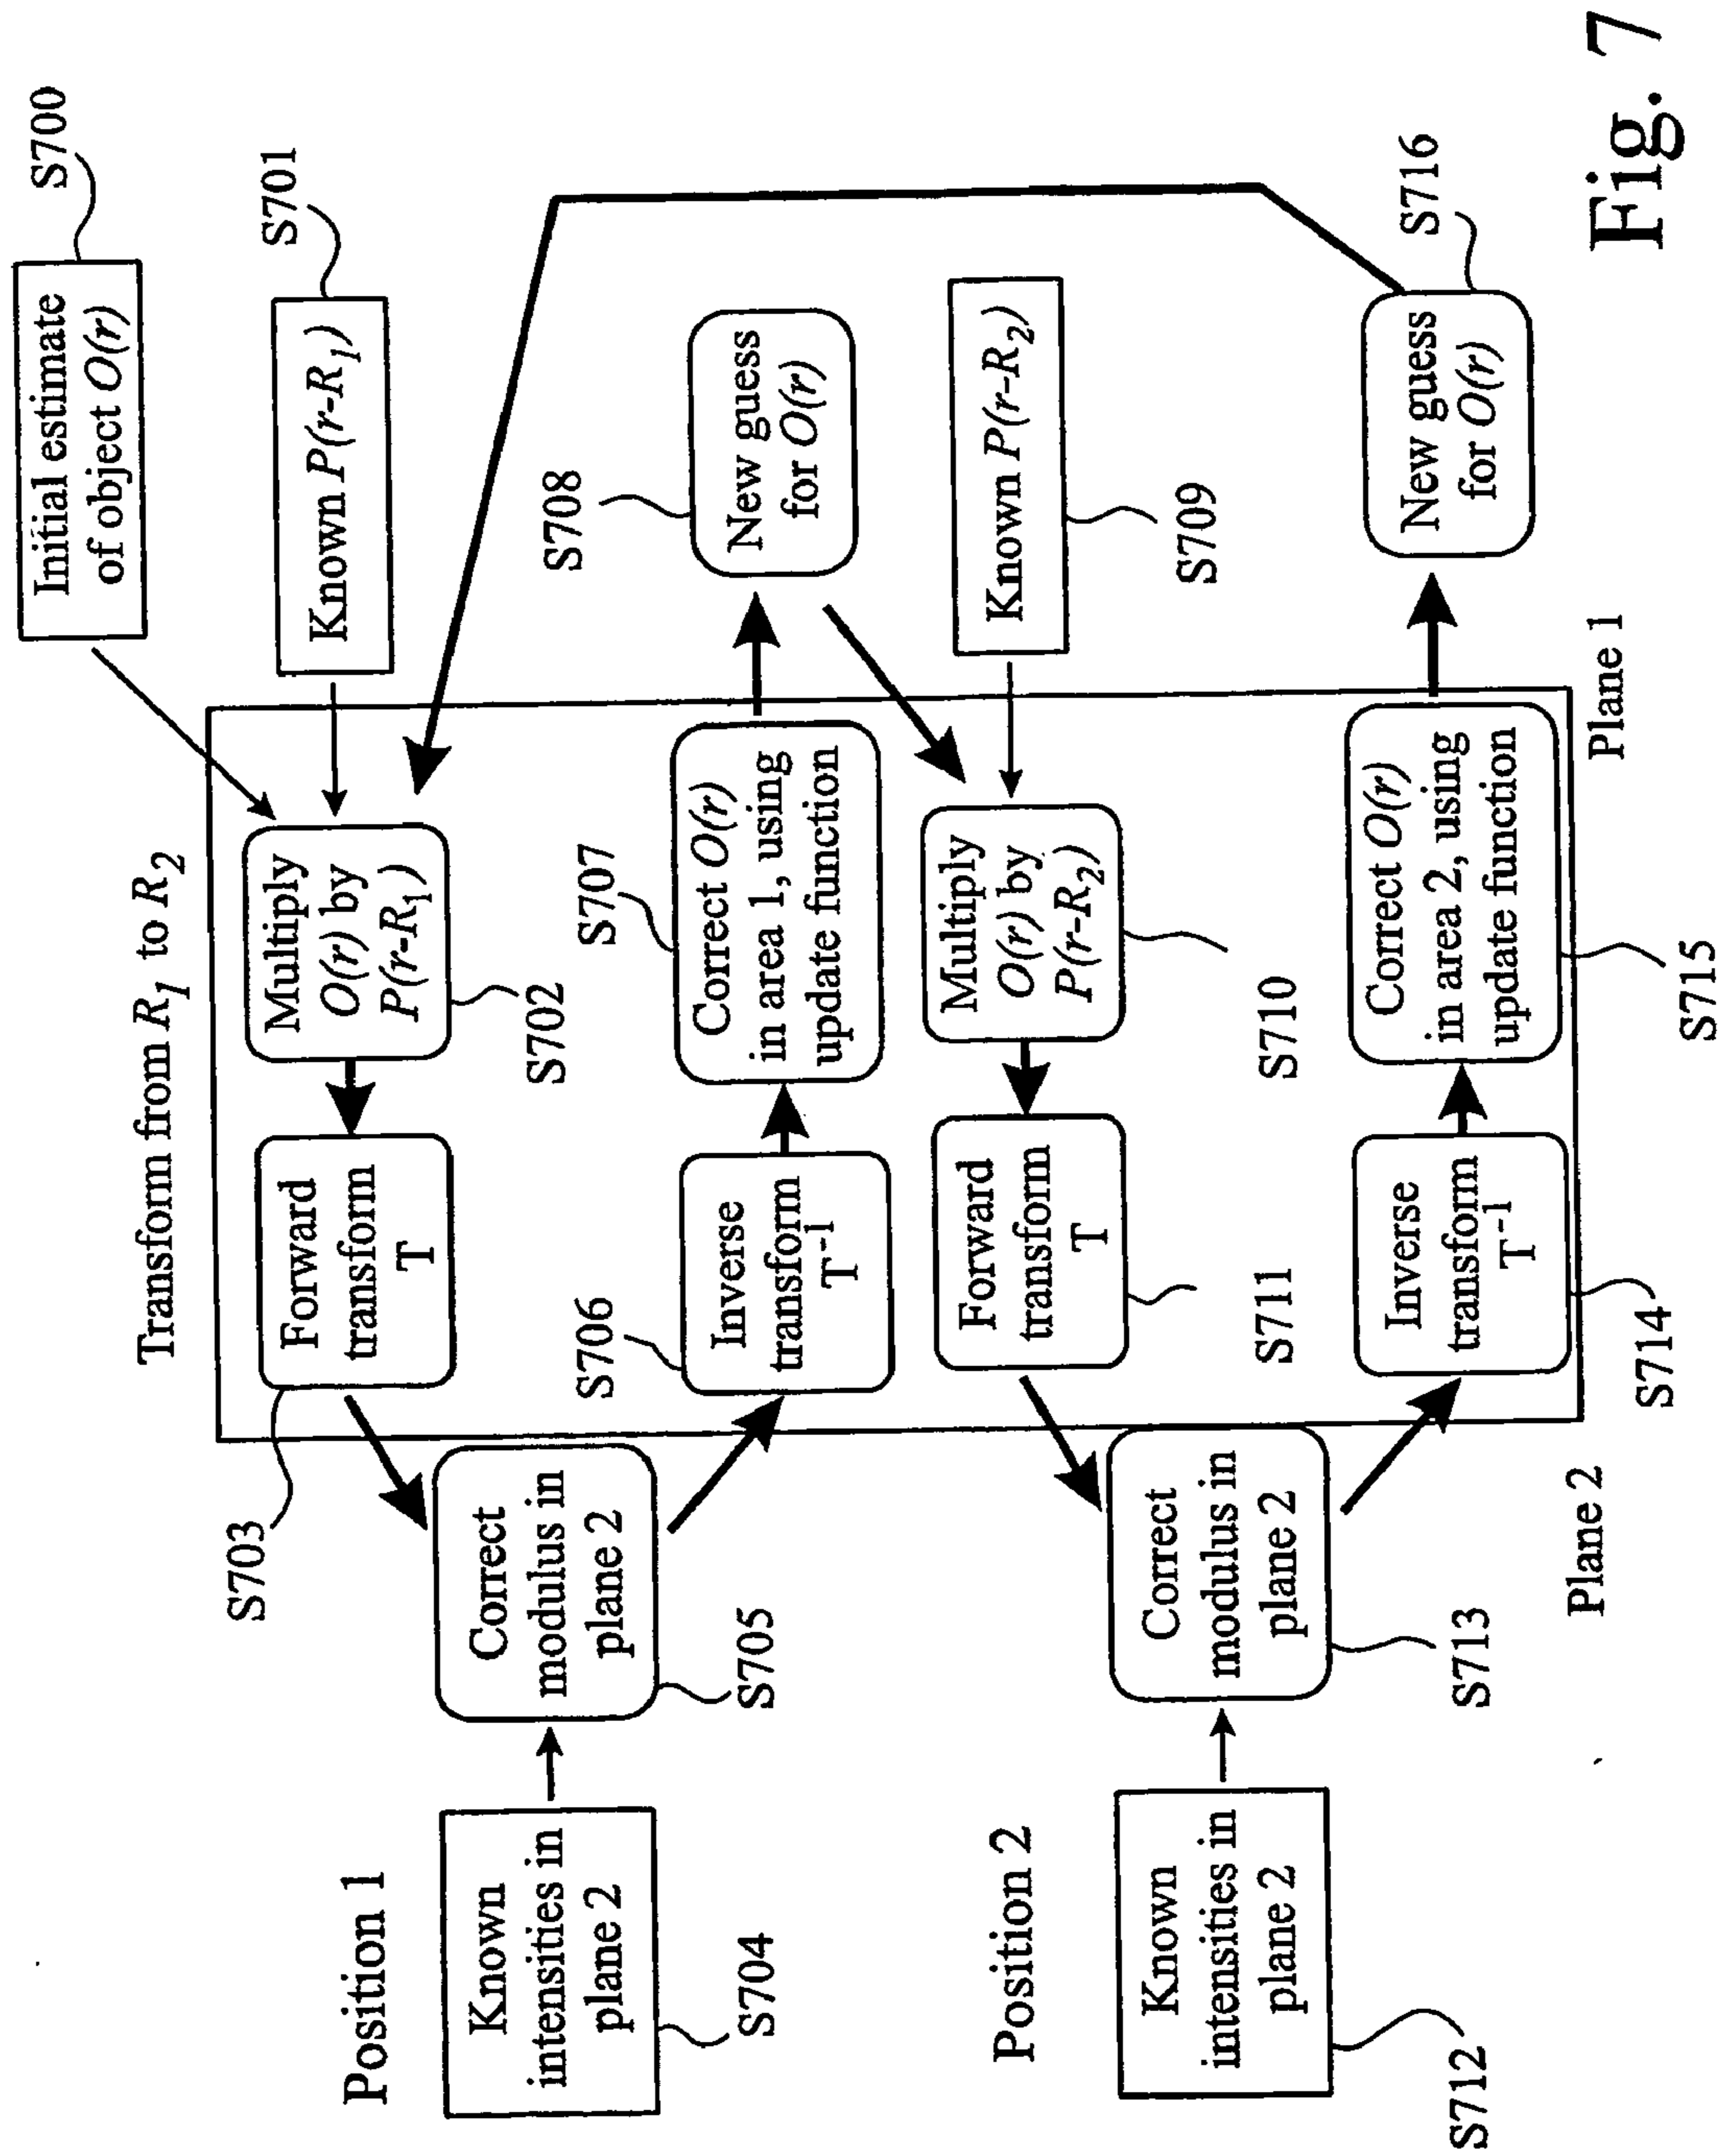 Position 1
Transform from R₁ to R₂
Initial estimate
of object O(r)
S700
Known P(r-R₁)
S701
Multiply
O(r) by
P(r-R₁)
S702
Forward
transform
T
S703
Known
intensities in
plane 2
S704
Correct
modulus in
plane 2
S705
Inverse
transform
T⁻¹
S706
Correct O(r)
in area 1, using
update function
S707
New guess
for O(r)
S708
Position 2
Known P(r-R₂)
S709
Multiply
O(r) by
P(r-R₂)
S710
Forward
transform
T
S711
Known
intensities in
plane 2
S712
Correct
modulus in
plane 2
S713
Inverse
transform
T⁻¹
S714
Correct O(r)
in area 2, using
update function
S715
New guess
for O(r)
S716
Plane 2
Plane 1
Fig. 7